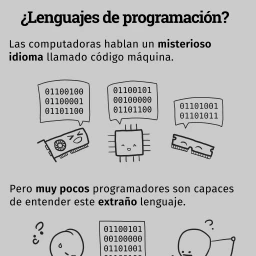 ¿Lenguajes de programación?
Las computadoras hablan un misterioso
idioma llamado código máquina.
01100100
01100001
01101100
01100101
00100000
01101100
01101001
01101011
Pero muy pocos programadores son capaces
de entender este extraño lenguaje.
? ?
01100101
00100000
01101001
?